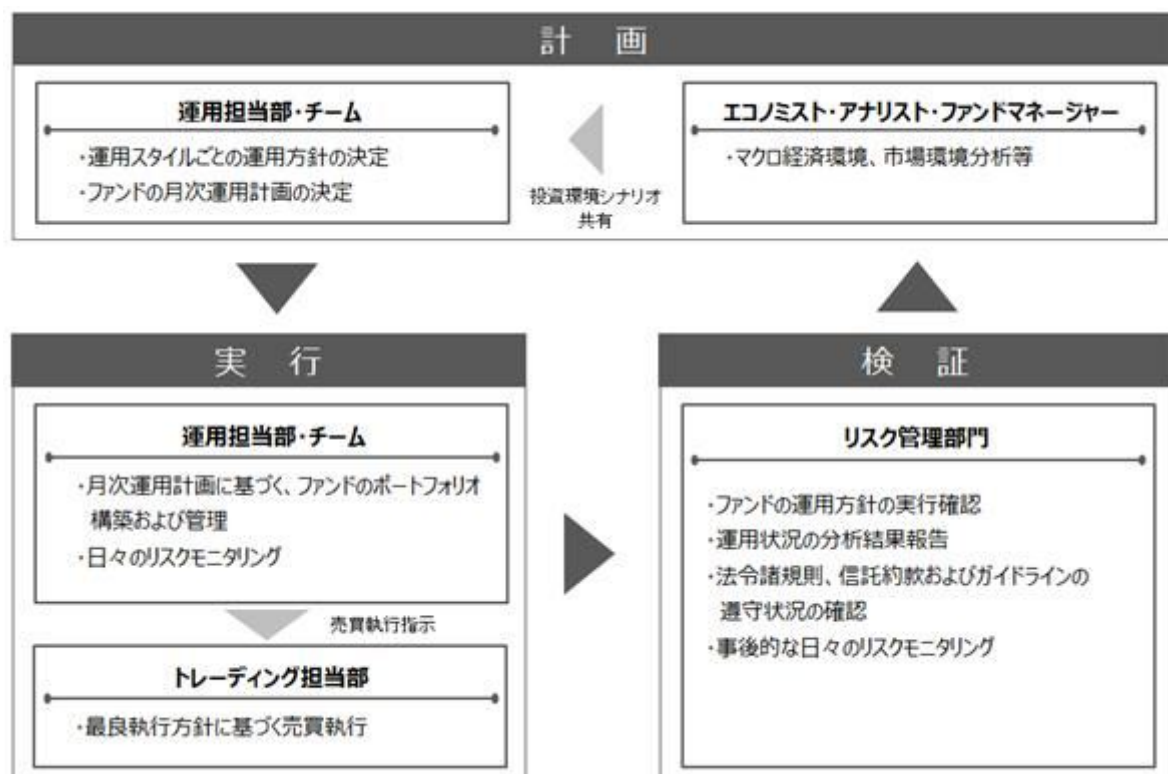 計 画
運用担当部・チーム
・運用スタイルごとの運用方針の決定
・ファンドの月次運用計画の決定
投資環境シナリオ
共有
エコノミスト・アナリスト・ファンドマネージャー
・マクロ経済環境、市場環境分析等
実 行
運用担当部・チーム
・月次運用計画に基づく、ファンドのポートフォリオ
構築および管理
・日々のリスクモニタリング
売買執行指示
トレーディング担当部
・最良執行方針に基づく売買執行
検 証
リスク管理部門
・ファンドの運用方針の実行確認
・運用状況の分析結果報告
・法令諸規則、信託約款およびガイドラインの
遵守状況の確認
・事後的な日々のリスクモニタリング